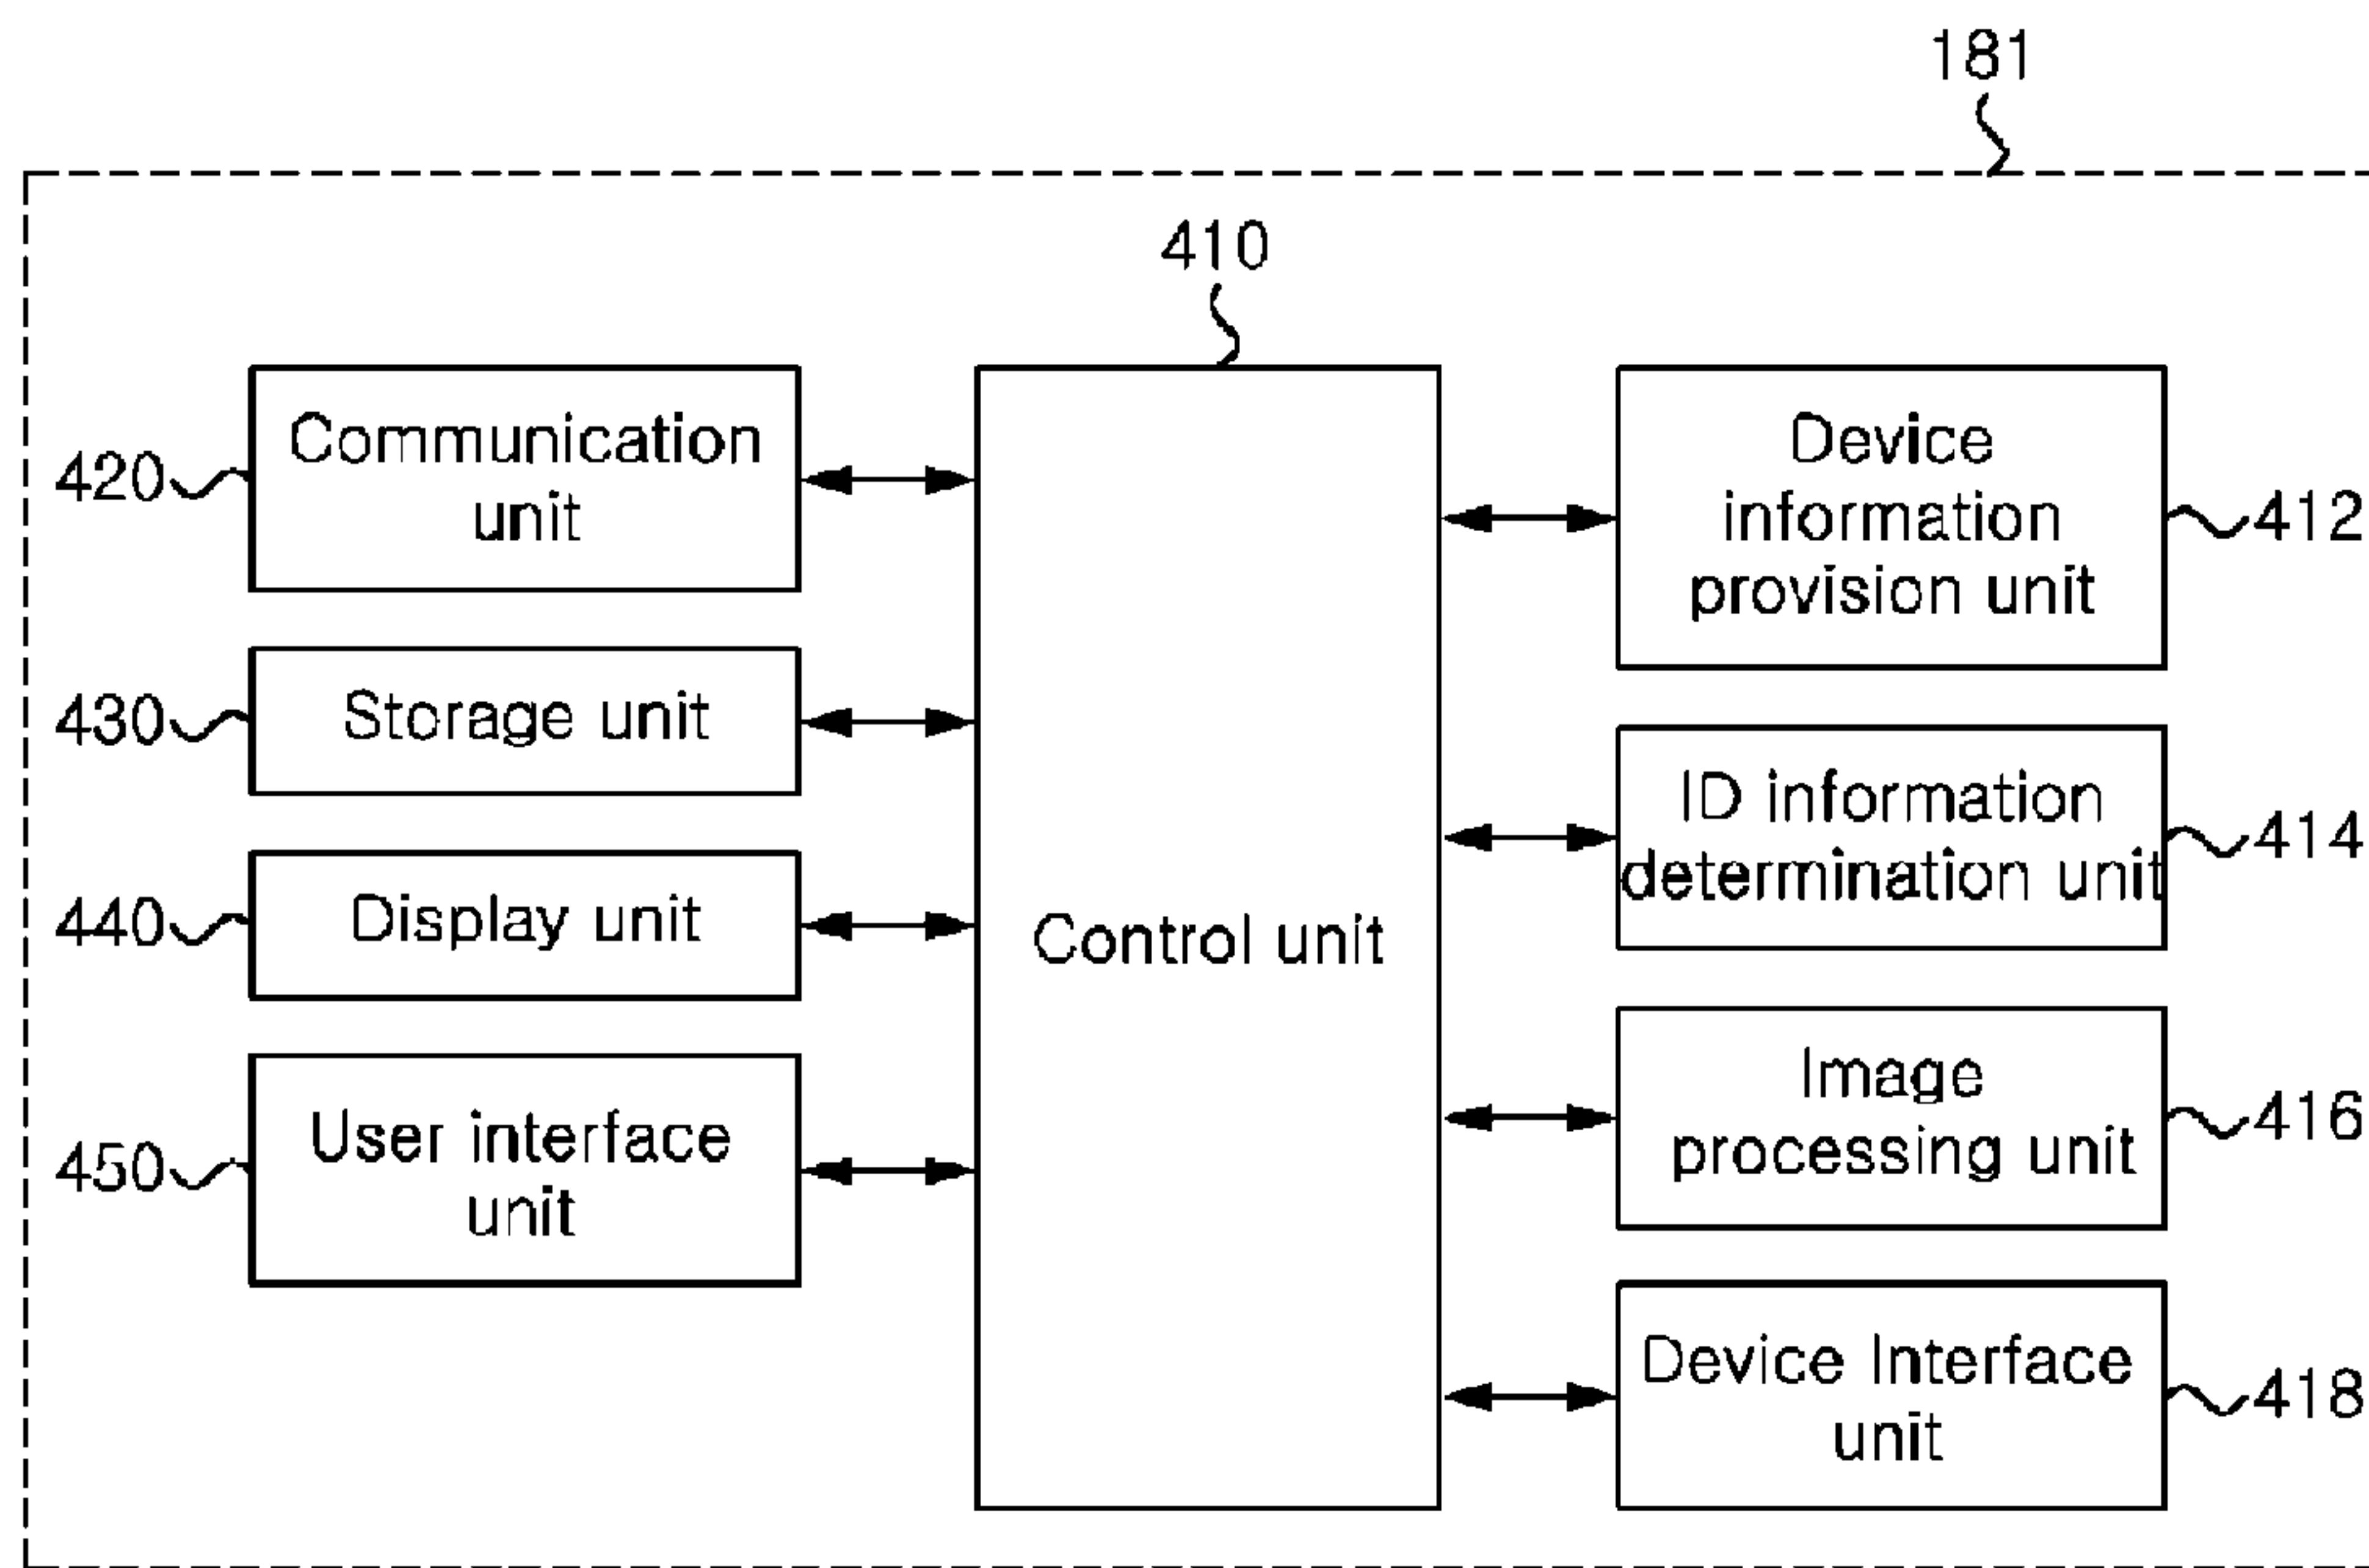 181
410
420
Communication
unit
430
Storage unit
440
Display unit
450
User interface
unit
Control unit
Device
information
provision unit
412
ID information
determination unit
414
Image
processing unit
416
Device Interface
unit
418